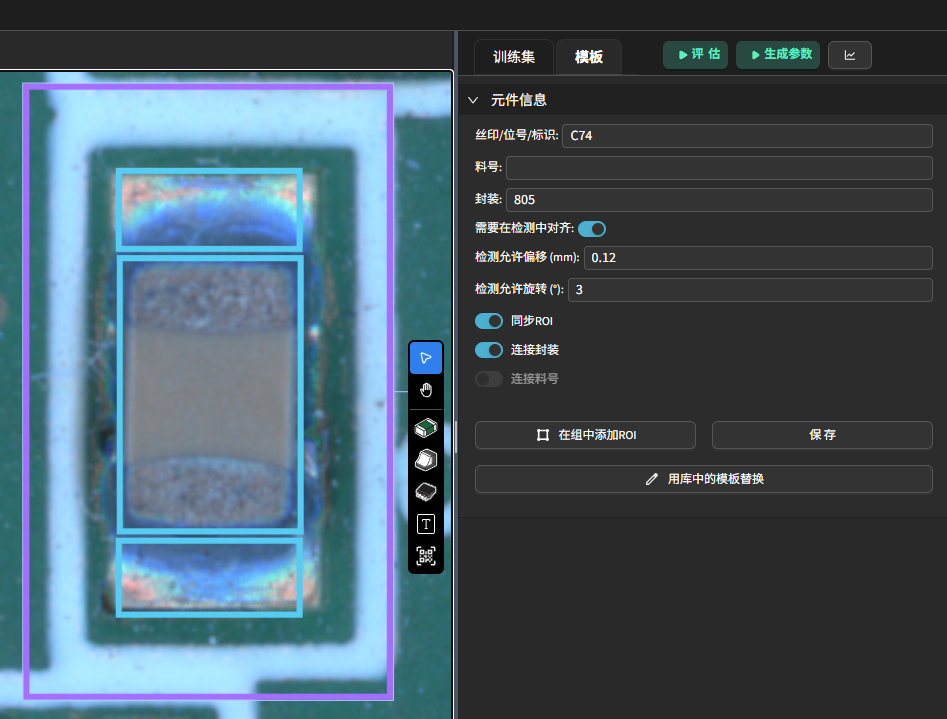 训练集 模板 评估 生成参数
元件信息
丝印/位号/标识: C74
料号:
封装: 805
需要在检测中对齐:
检测允许偏移 (mm): 0.12
检测允许旋转 (°): 3
同步ROI
连接封装
连接料号
在组中添加ROI 保存
用库中的模板替换
T